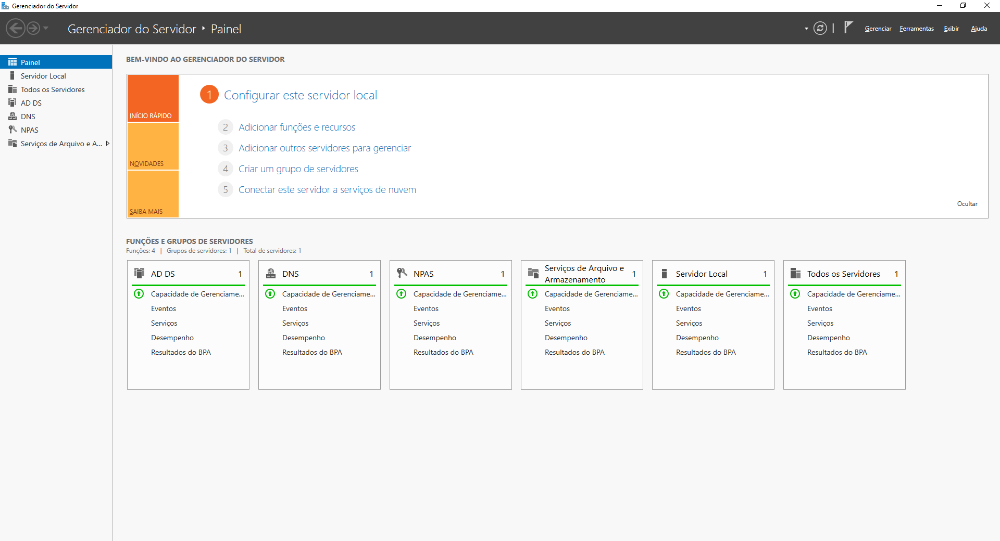 Gerenciador do Servidor
Gerenciador do Servidor ‣ Painel
Gerenciar Ferramentas Exibir Ajuda
Painel
Servidor Local
Todos os Servidores
AD DS
DNS
NPAS
Serviços de Arquivo e A...
BEM-VINDO AO GERENCIADOR DO SERVIDOR
INÍCIO RÁPIDO
NOVIDADES
SAIBA MAIS
1 Configurar este servidor local
2 Adicionar funções e recursos
3 Adicionar outros servidores para gerenciar
4 Criar um grupo de servidores
5 Conectar este servidor a serviços de nuvem
Ocultar
FUNÇÕES E GRUPOS DE SERVIDORES
Funções: 4 | Grupos de servidores: 1 | Total de servidores: 1
AD DS 1
Capacidade de Gerenciame...
Eventos
Serviços
Desempenho
Resultados do BPA
DNS 1
Capacidade de Gerenciame...
Eventos
Serviços
Desempenho
Resultados do BPA
NPAS 1
Capacidade de Gerenciame...
Eventos
Serviços
Desempenho
Resultados do BPA
Serviços de Arquivo e
Armazenamento 1
Capacidade de Gerenciame...
Eventos
Serviços
Desempenho
Resultados do BPA
Servidor Local 1
Capacidade de Gerenciame...
Eventos
Serviços
Desempenho
Resultados do BPA
Todos os Servidores 1
Capacidade de Gerenciame...
Eventos
Serviços
Desempenho
Resultados do BPA